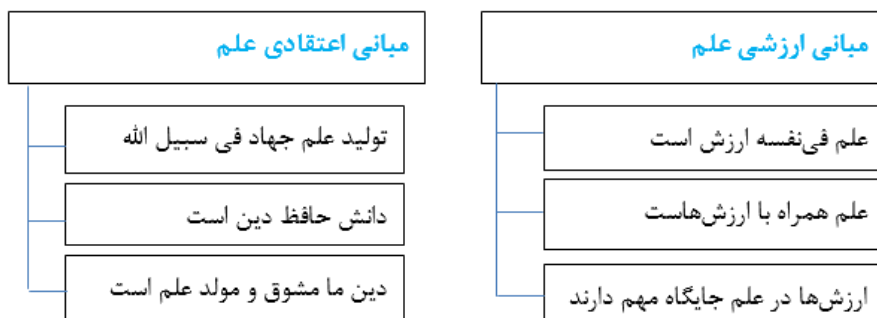 مبانی ارزشی علم
علم فی‌نفسه ارزش است
علم همراه با ارزش‌هاست
ارزش‌ها در علم جایگاه مهم دارند
مبانی اعتقادی علم
تولید علم جهاد فی سبیل الله
دانش حافظ دین است
دین ما مشوق و مولد علم است